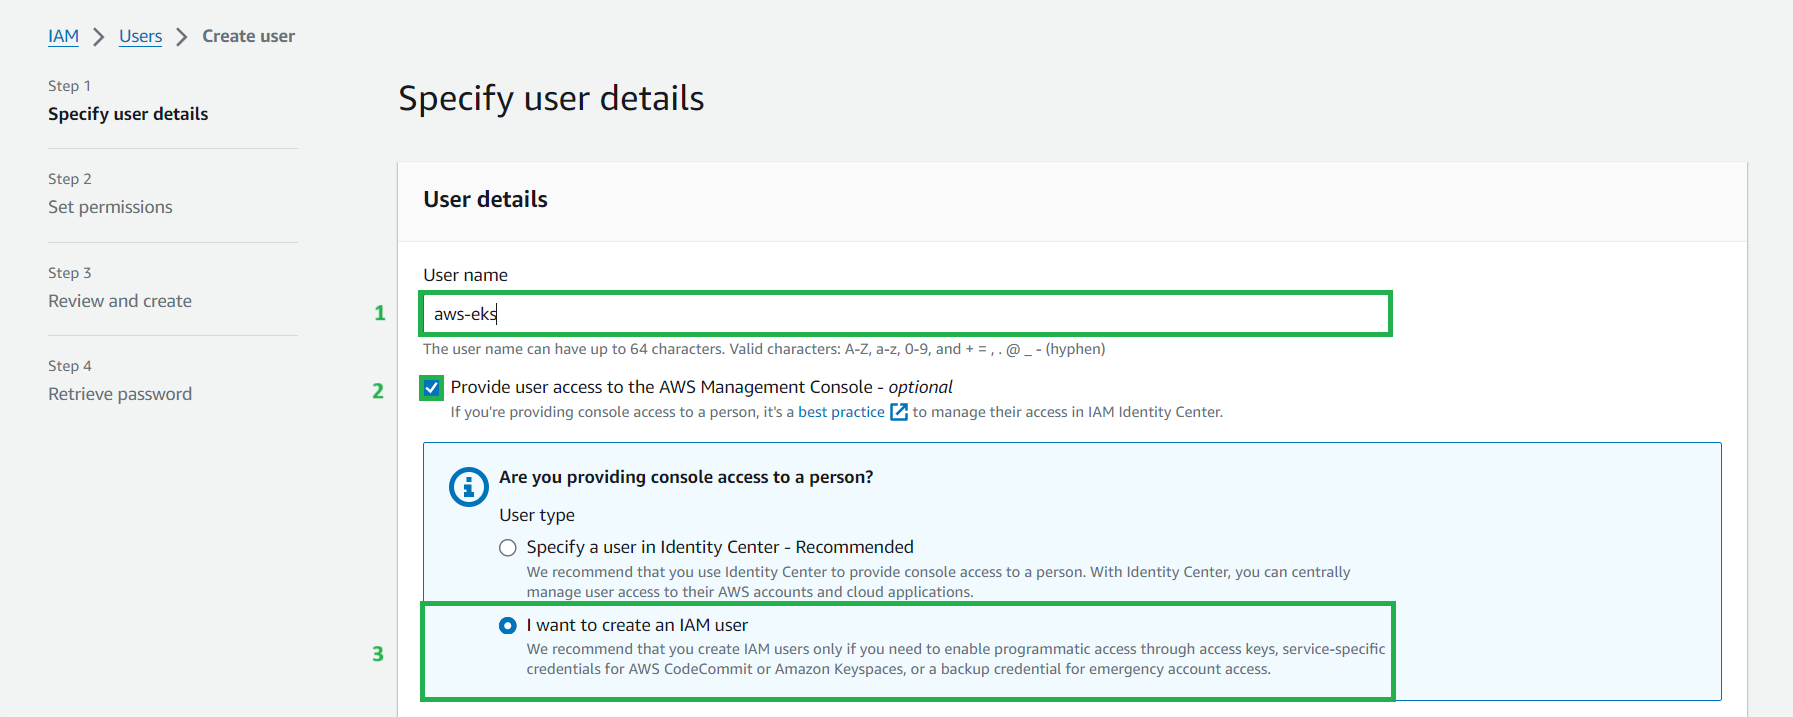 IAM > Users > Create user
Step 1
Specify user details
Step 2
Set permissions
Step 3
Review and create
Step 4
Retrieve password
Specify user details
User details
User name
1
aws-eks
The user name can have up to 64 characters. Valid characters: A-Z, a-z, 0-9, and + = , . @ _ - (hyphen)
2
Provide user access to the AWS Management Console - optional
If you're providing console access to a person, it's a best practice to manage their access in IAM Identity Center.
Are you providing console access to a person?
User type
Specify a user in Identity Center - Recommended
We recommend that you use Identity Center to provide console access to a person. With Identity Center, you can centrally
manage user access to their AWS accounts and cloud applications.
3
I want to create an IAM user
We recommend that you create IAM users only if you need to enable programmatic access through access keys, service-specific
credentials for AWS CodeCommit or Amazon Keyspaces, or a backup credential for emergency account access.